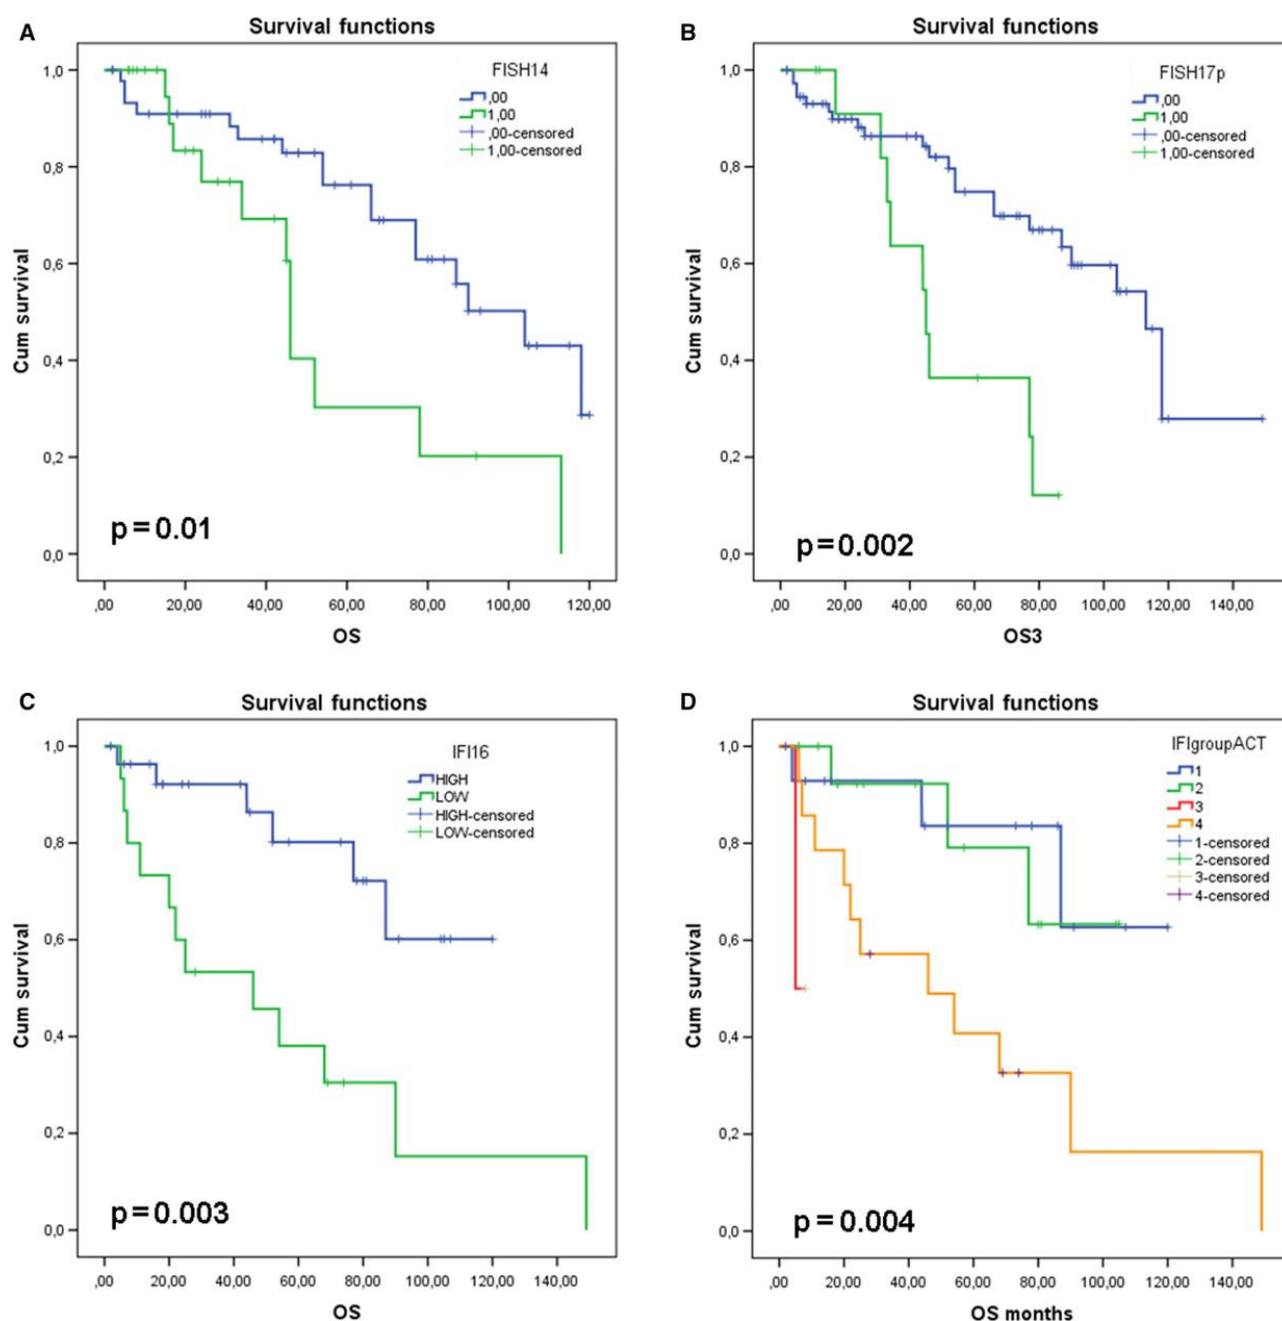 A
Survival functions
FISH14
,00
1,00
,00-censored
1,00-censored
Cum survival
1,0
0,8
0,6
0,4
0,2
0,0
p=0.01
,00 20,00 40,00 60,00 80,00 100,00 120,00
OS
B
Survival functions
FISH17p
,00
1,00
,00-censored
1,00-censored
Cum survival
1,0
0,8
0,6
0,4
0,2
0,0
p=0.002
,00 20,00 40,00 60,00 80,00 100,00 120,00 140,00
OS3
C
Survival functions
IFI16
HIGH
LOW
HIGH-censored
LOW-censored
Cum survival
1,0
0,8
0,6
0,4
0,2
0,0
p=0.003
,00 20,00 40,00 60,00 80,00 100,00 120,00 140,00
OS
D
Survival functions
IFIgroupACT
1
2
3
4
1-censored
2-censored
3-censored
4-censored
Cum survival
1,0
0,8
0,6
0,4
0,2
0,0
p=0.004
,00 20,00 40,00 60,00 80,00 100,00 120,00 140,00
OS months